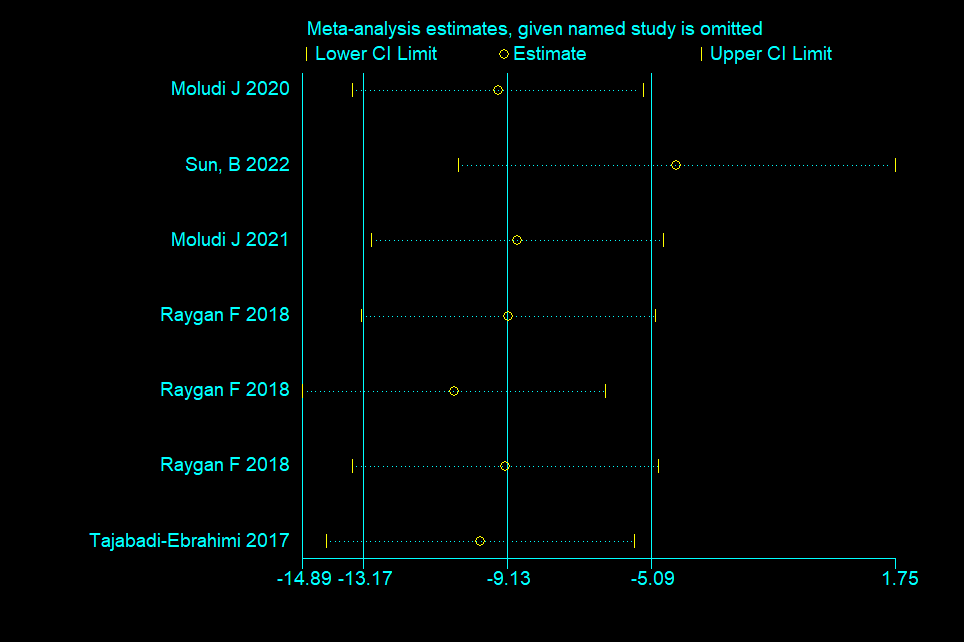 Meta-analysis estimates, given named study is omitted
Lower CI Limit Estimate Upper CI Limit
Moludi J 2020
Sun, B 2022
Moludi J 2021
Raygan F 2018
Raygan F 2018
Raygan F 2018
Tajabadi-Ebrahimi 2017
-14.89 -13.17 -9.13 -5.09 1.75